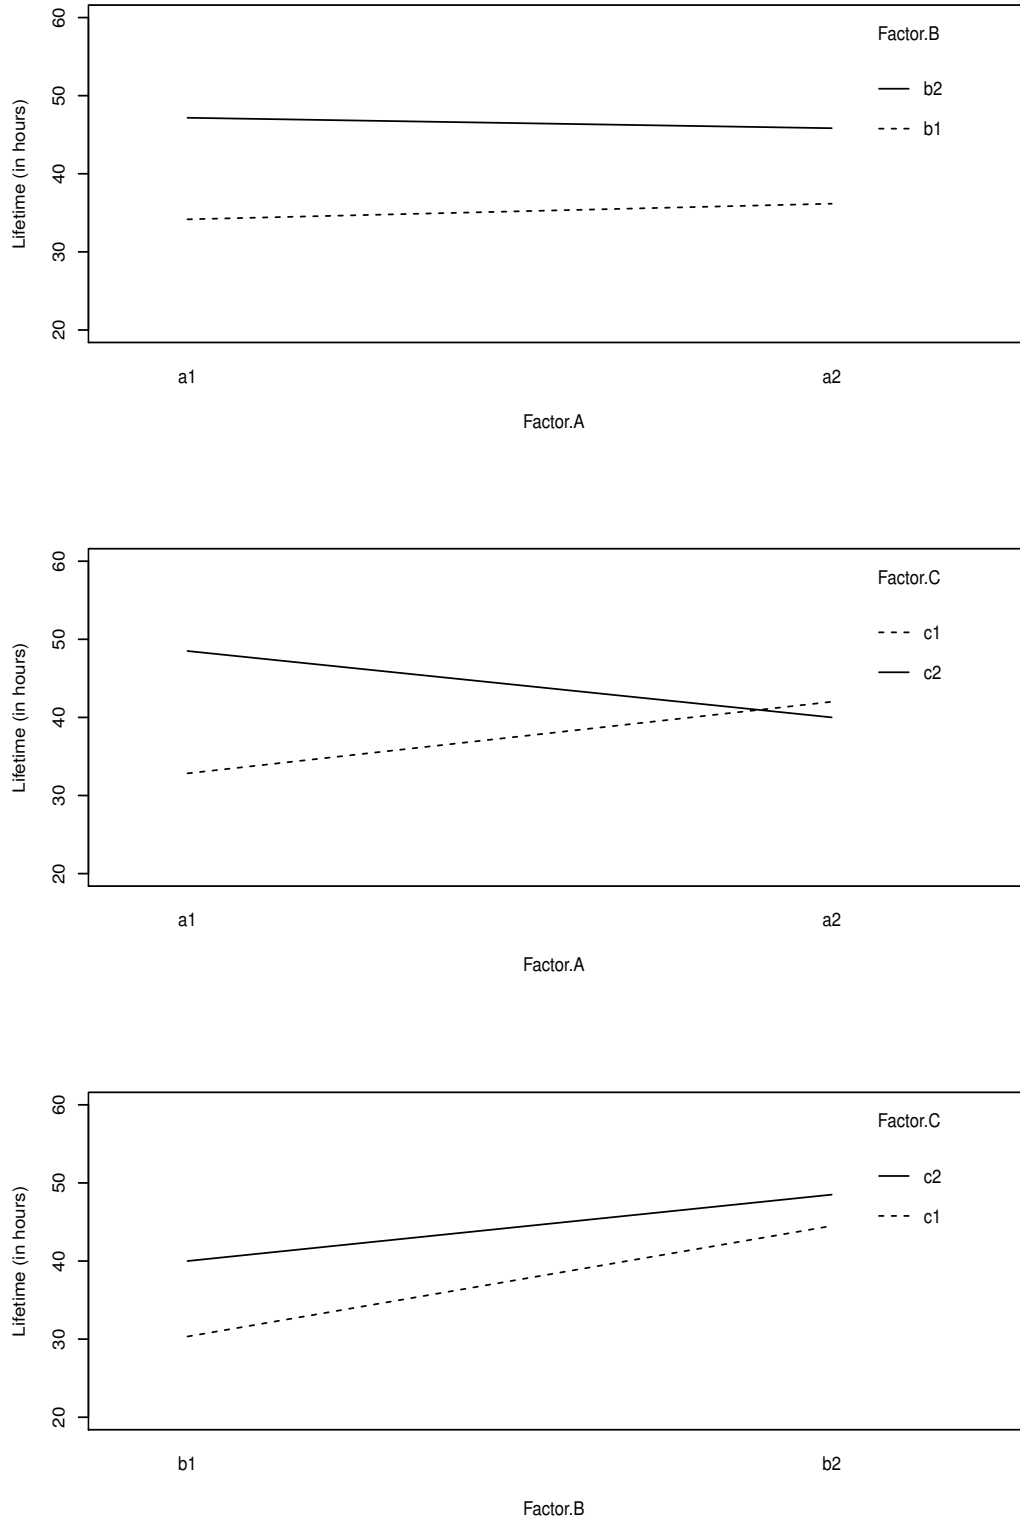 Lifetime (in hours)
60
50
40
30
20
Factor.B
b2
b1
a1 a2
Factor.A
Lifetime (in hours)
60
50
40
30
20
Factor.C
c1
c2
a1 a2
Factor.A
Lifetime (in hours)
60
50
40
30
20
Factor.C
c2
c1
b1 b2
Factor.B